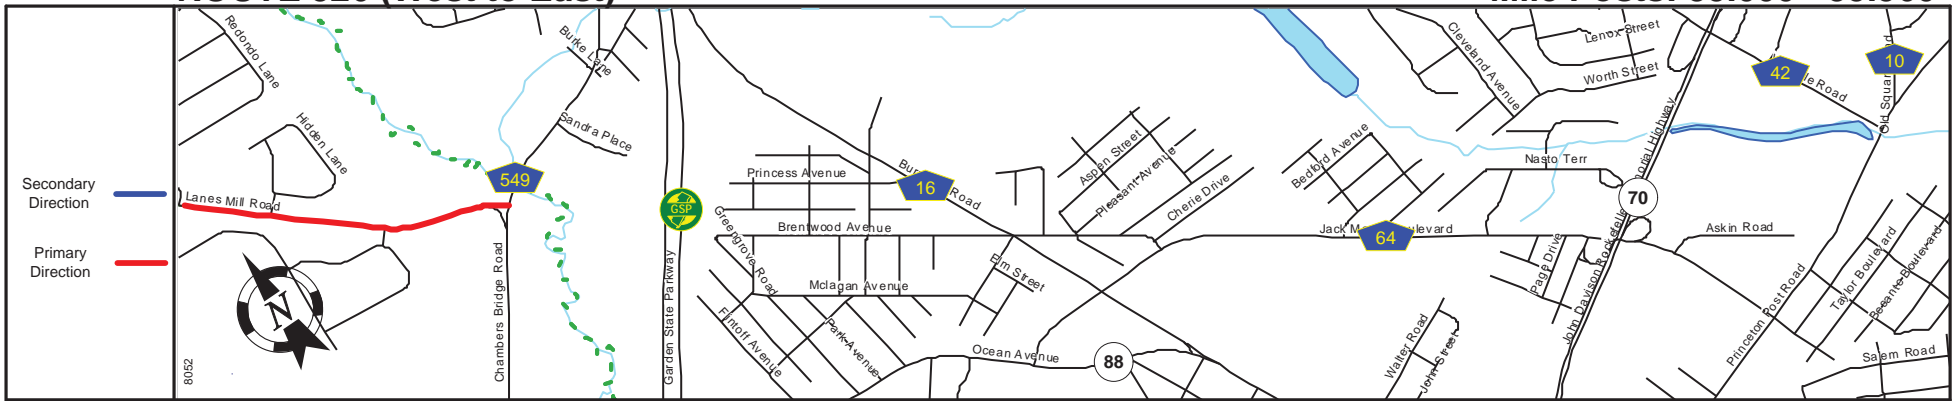 Secondary
Direction
Primary
Direction
Redondo Lane
Hidden Lane
Lanes Mill Road
8052
N
Burke Lane
Sandra Place
549
Chambers Bridge Road
GSP
Garden State Parkway
Princess Avenue
16
Road
Greengrove Road
Brentwood Avenue
Mclagan Avenue
Flintoff Avenue
Park Avenue
Elm Street
Ocean Avenue
88
Aspen Street
Pleasant Avenue
Cherie Drive
Bedford Avenue
64
Cleveland Avenue
Lenox Street
Worth Street
42
Road
10
Nasto Terr
Highway
70
Askin Road
Page Drive
John Davison
Walter Road
John Street
Princeton Post Road
Taylor Boulevard
Boulevard
Salem Road